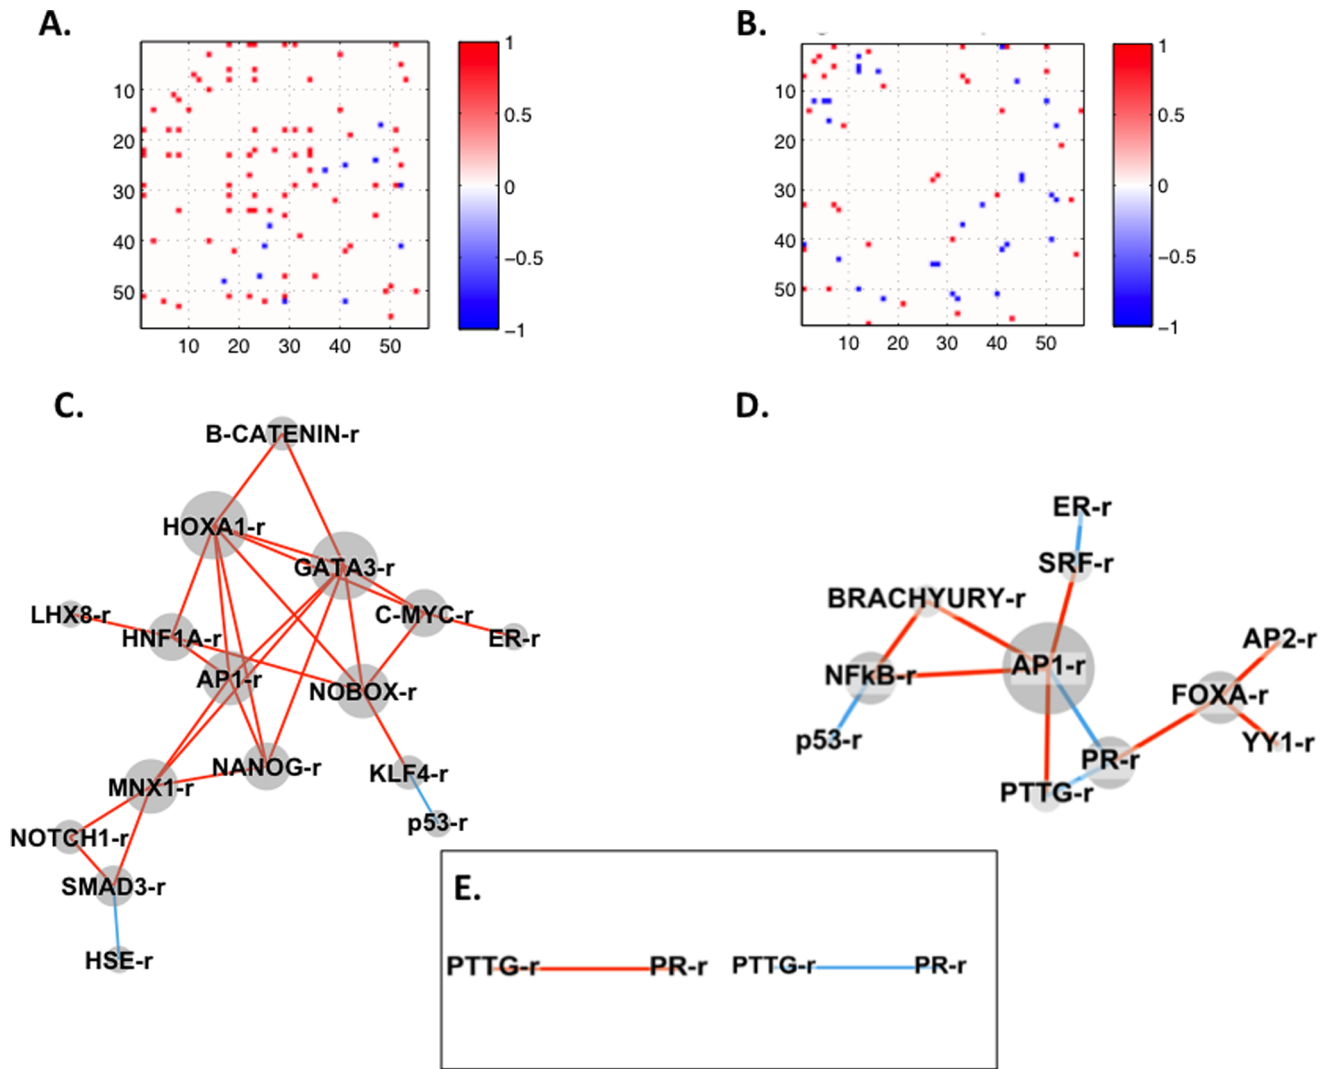 A.
B.
10
20
30
40
50
10 20 30 40 50
1
0.5
0
−0.5
−1
10
20
30
40
50
10 20 30 40 50
1
0.5
0
−0.5
−1
C.
B-CATENIN-r
HOXA1-r
GATA3-r
LHX8-r
HNF1A-r
C-MYC-r
ER-r
AP1-r
NOBOX-r
NANOG-r
KLF4-r
MNX1-r
p53-r
NOTCH1-r
SMAD3-r
HSE-r
D.
ER-r
SRF-r
BRACHYURY-r
NFkB-r
AP1-r
AP2-r
FOXA-r
p53-r
PR-r
YY1-r
PTTG-r
E.
PTTG-r PR-r PTTG-r PR-r